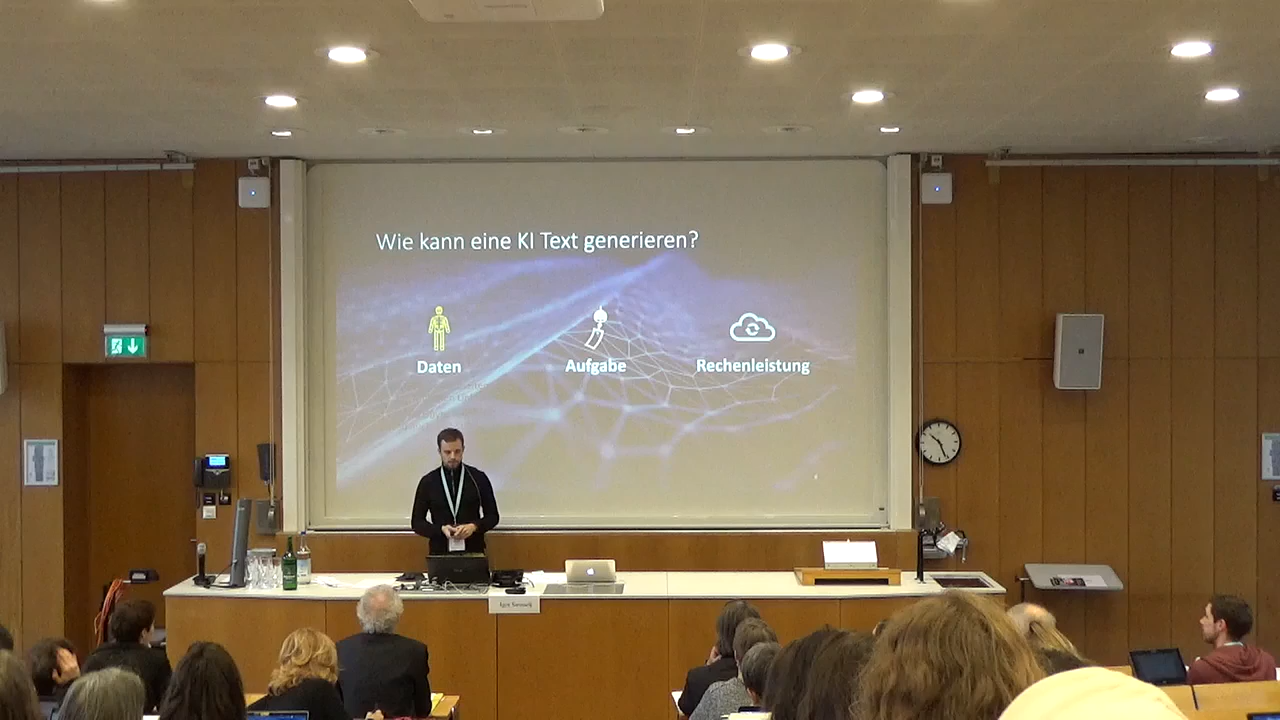 Wie kann eine KI Text generieren?
Daten
Aufgabe
Rechenleistung